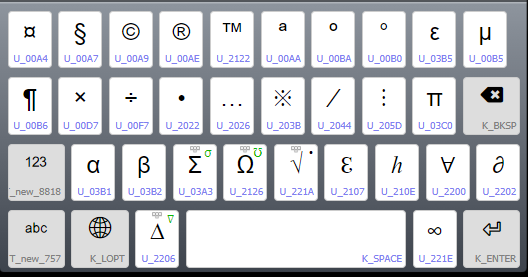 ¤ § © ® ™ ª º ° ε µ
U_00A4 U_00A7 U_00A9 U_00AE U_2122 U_00AA U_00BA U_00B0 U_03B5 U_00B5
¶ × ÷ • … ※ ⁄ ⁝ π
U_00B6 U_00D7 U_00F7 U_2022 U_2026 U_203B U_2044 U_205D U_03C0 K_BKSP
123 α β Σ σ Ω ℧ √ • ℇ ℎ ∀ ∂
T_new_8818 U_03B1 U_03B2 U_03A3 U_2126 U_221A U_2107 U_210E U_2200 U_2202
abc ∆ ∇ ∞
T_new_757 K_LOPT U_2206 K_SPACE U_221E K_ENTER